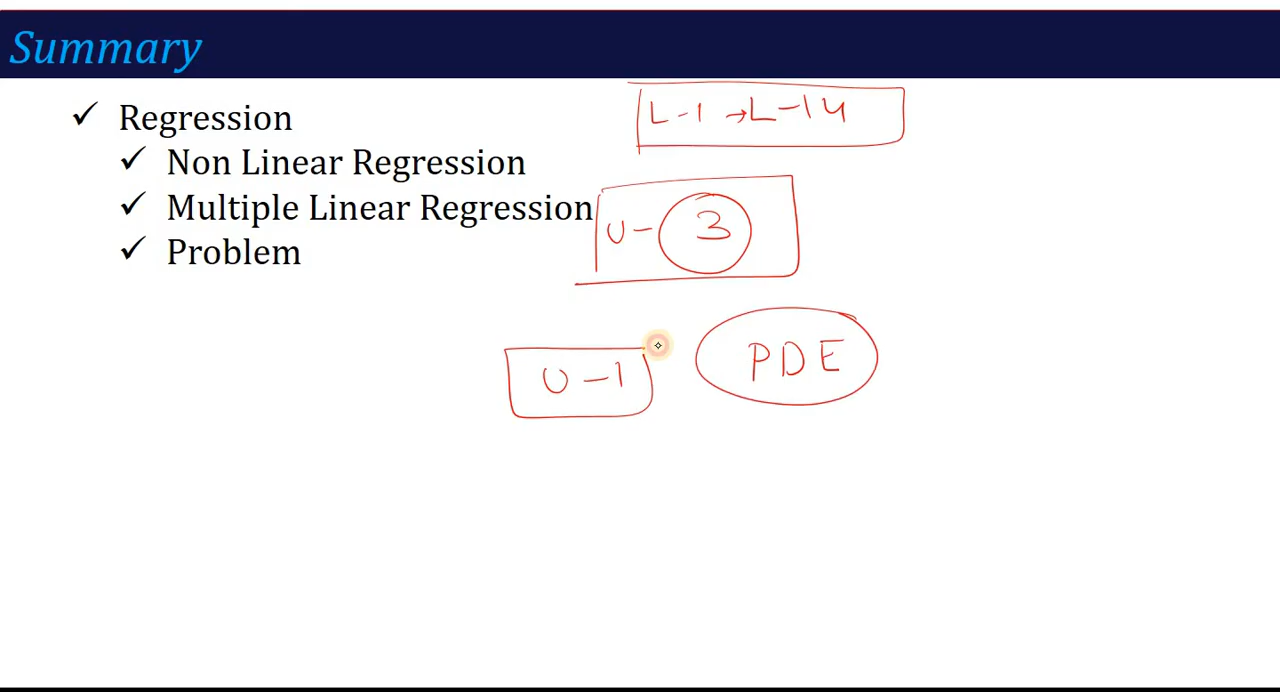 Summary
✓ Regression
✓ Non Linear Regression
✓ Multiple Linear Regression
✓ Problem
L-1 → L-14
U-3
U-1
PDE